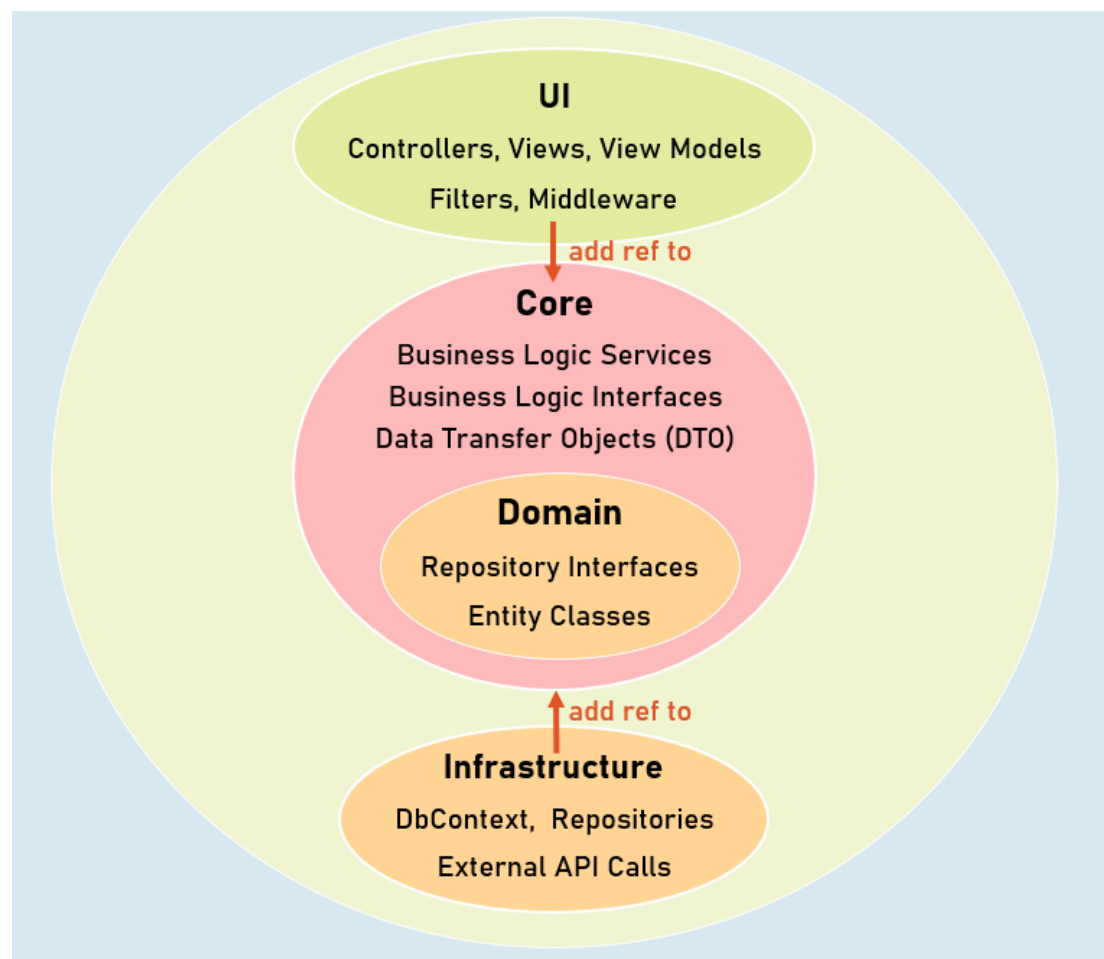 UI
Controllers, Views, View Models
Filters, Middleware
add ref to
Core
Business Logic Services
Business Logic Interfaces
Data Transfer Objects (DTO)
Domain
Repository Interfaces
Entity Classes
add ref to
Infrastructure
DbContext,  Repositories
External API Calls